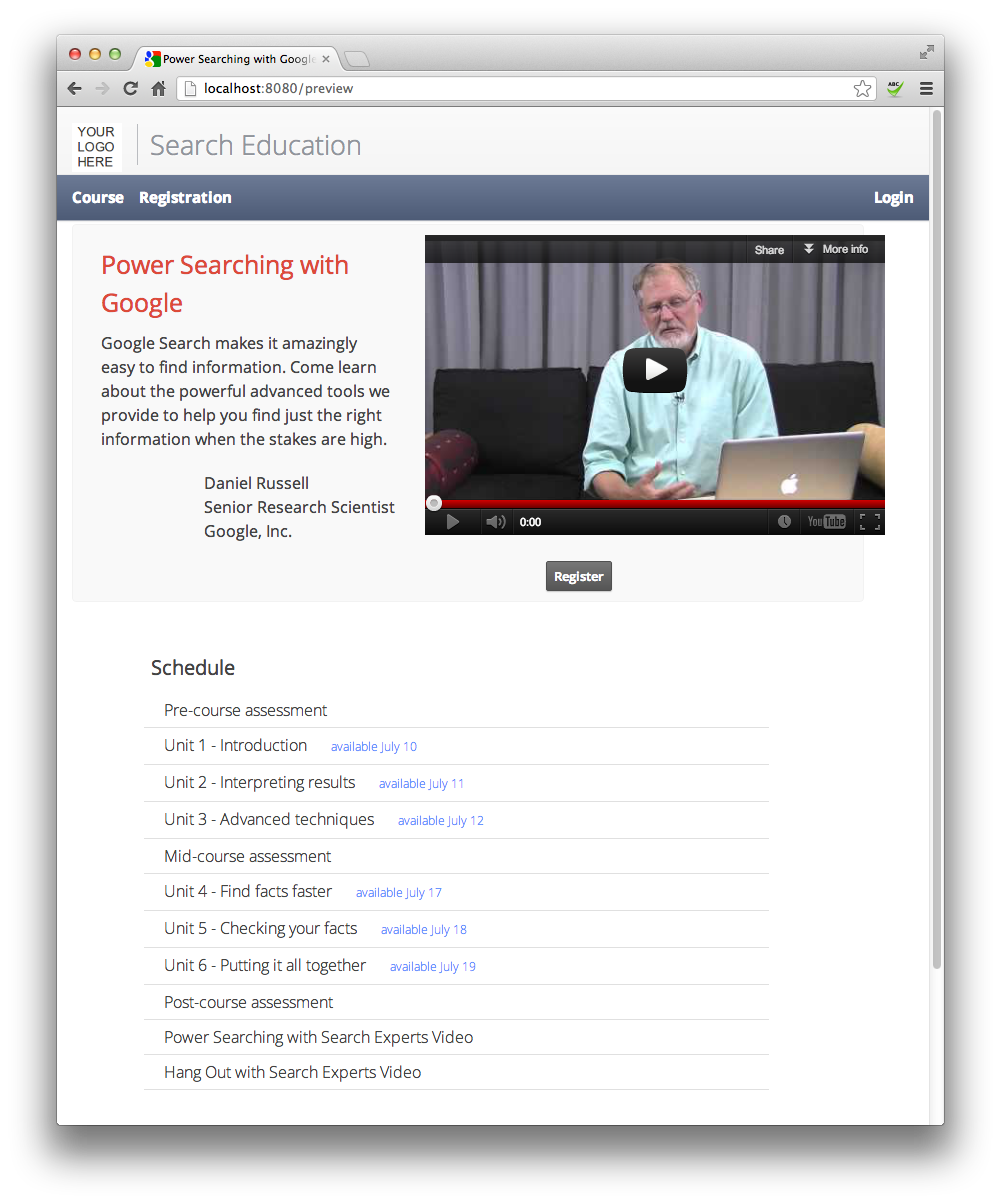 Power Searching with Googl
localhost:8080/preview
ABC
YOUR
LOGO
HERE
Search Education
Course Registration Login
Power Searching with
Google
Google Search makes it amazingly
easy to find information. Come learn
about the powerful advanced tools we
provide to help you find just the right
information when the stakes are high.
Daniel Russell
Senior Research Scientist
Google, Inc.
Share More info
0:00 YouTube
Register
Schedule
Pre-course assessment
Unit 1 - Introduction available July 10
Unit 2 - Interpreting results available July 11
Unit 3 - Advanced techniques available July 12
Mid-course assessment
Unit 4 - Find facts faster available July 17
Unit 5 - Checking your facts available July 18
Unit 6 - Putting it all together available July 19
Post-course assessment
Power Searching with Search Experts Video
Hang Out with Search Experts Video